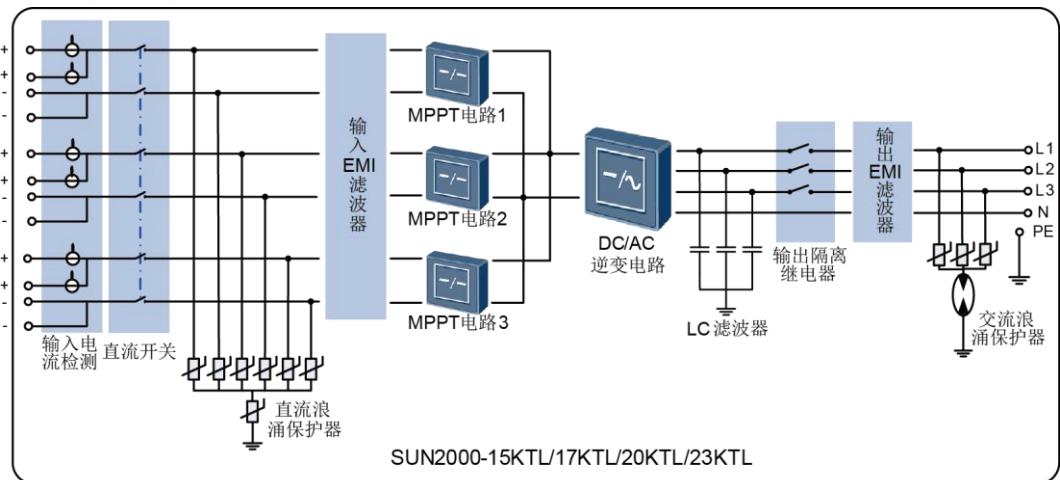 +
+
-
-
+
+
-
-
+
+
-
-
输入电
流检测
直流开关
直流浪
涌保护器
输
入
EMI
滤
波
器
MPPT电路1
MPPT电路2
MPPT电路3
DC/AC
逆变电路
LC滤波器
输出隔离
继电器
输
出
EMI
滤
波
器
L1
L2
L3
N
PE
交流浪
涌保护器
SUN2000-15KTL/17KTL/20KTL/23KTL